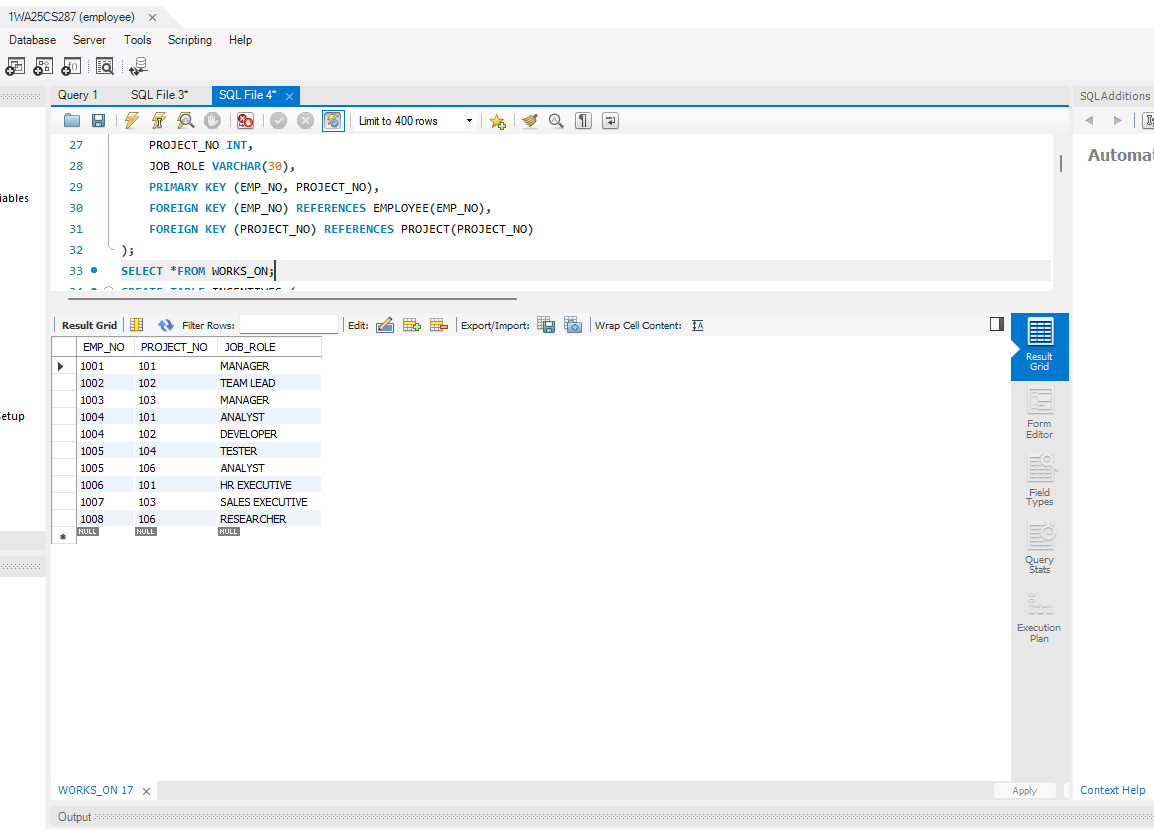 1WA25CS287 (employee)
Database Server Tools Scripting Help
Query 1 SQL File 3* SQL File 4*
SQLAdditions
Limit to 400 rows
27 PROJECT_NO INT,
28 JOB_ROLE VARCHAR(30),
29 PRIMARY KEY (EMP_NO, PROJECT_NO),
30 FOREIGN KEY (EMP_NO) REFERENCES EMPLOYEE(EMP_NO),
31 FOREIGN KEY (PROJECT_NO) REFERENCES PROJECT(PROJECT_NO)
32 );
33 SELECT *FROM WORKS_ON;
34 CREATE TABLE INCENTIVES (
Automat
iables
etup
Result Grid Filter Rows: Edit: Export/Import: Wrap Cell Content:
EMP_NO PROJECT_NO JOB_ROLE
1001 101 MANAGER
1002 102 TEAM LEAD
1003 103 MANAGER
1004 101 ANALYST
1004 102 DEVELOPER
1005 104 TESTER
1005 106 ANALYST
1006 101 HR EXECUTIVE
1007 103 SALES EXECUTIVE
1008 106 RESEARCHER
NULL NULL NULL
Result
Grid
Form
Editor
Field
Types
Query
Stats
Execution
Plan
WORKS_ON 17
Apply
Context Help
Output